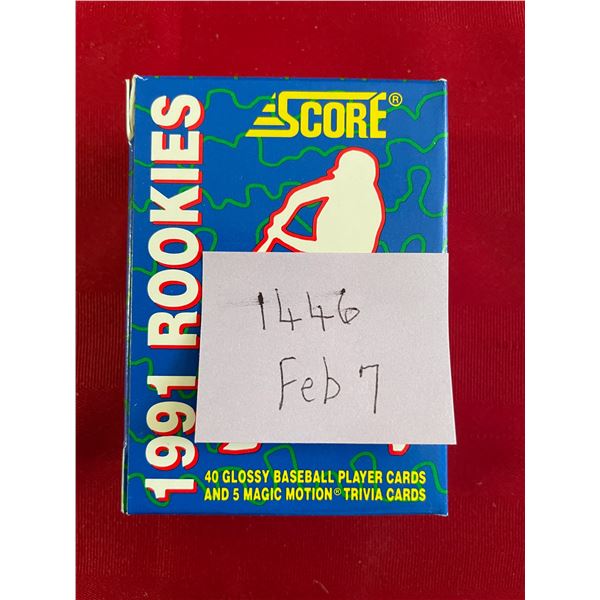 SCORE®
1991 ROOKIES
1446
Feb 7
40 GLOSSY BASEBALL PLAYER CARDS
AND 5 MAGIC MOTION® TRIVIA CARDS